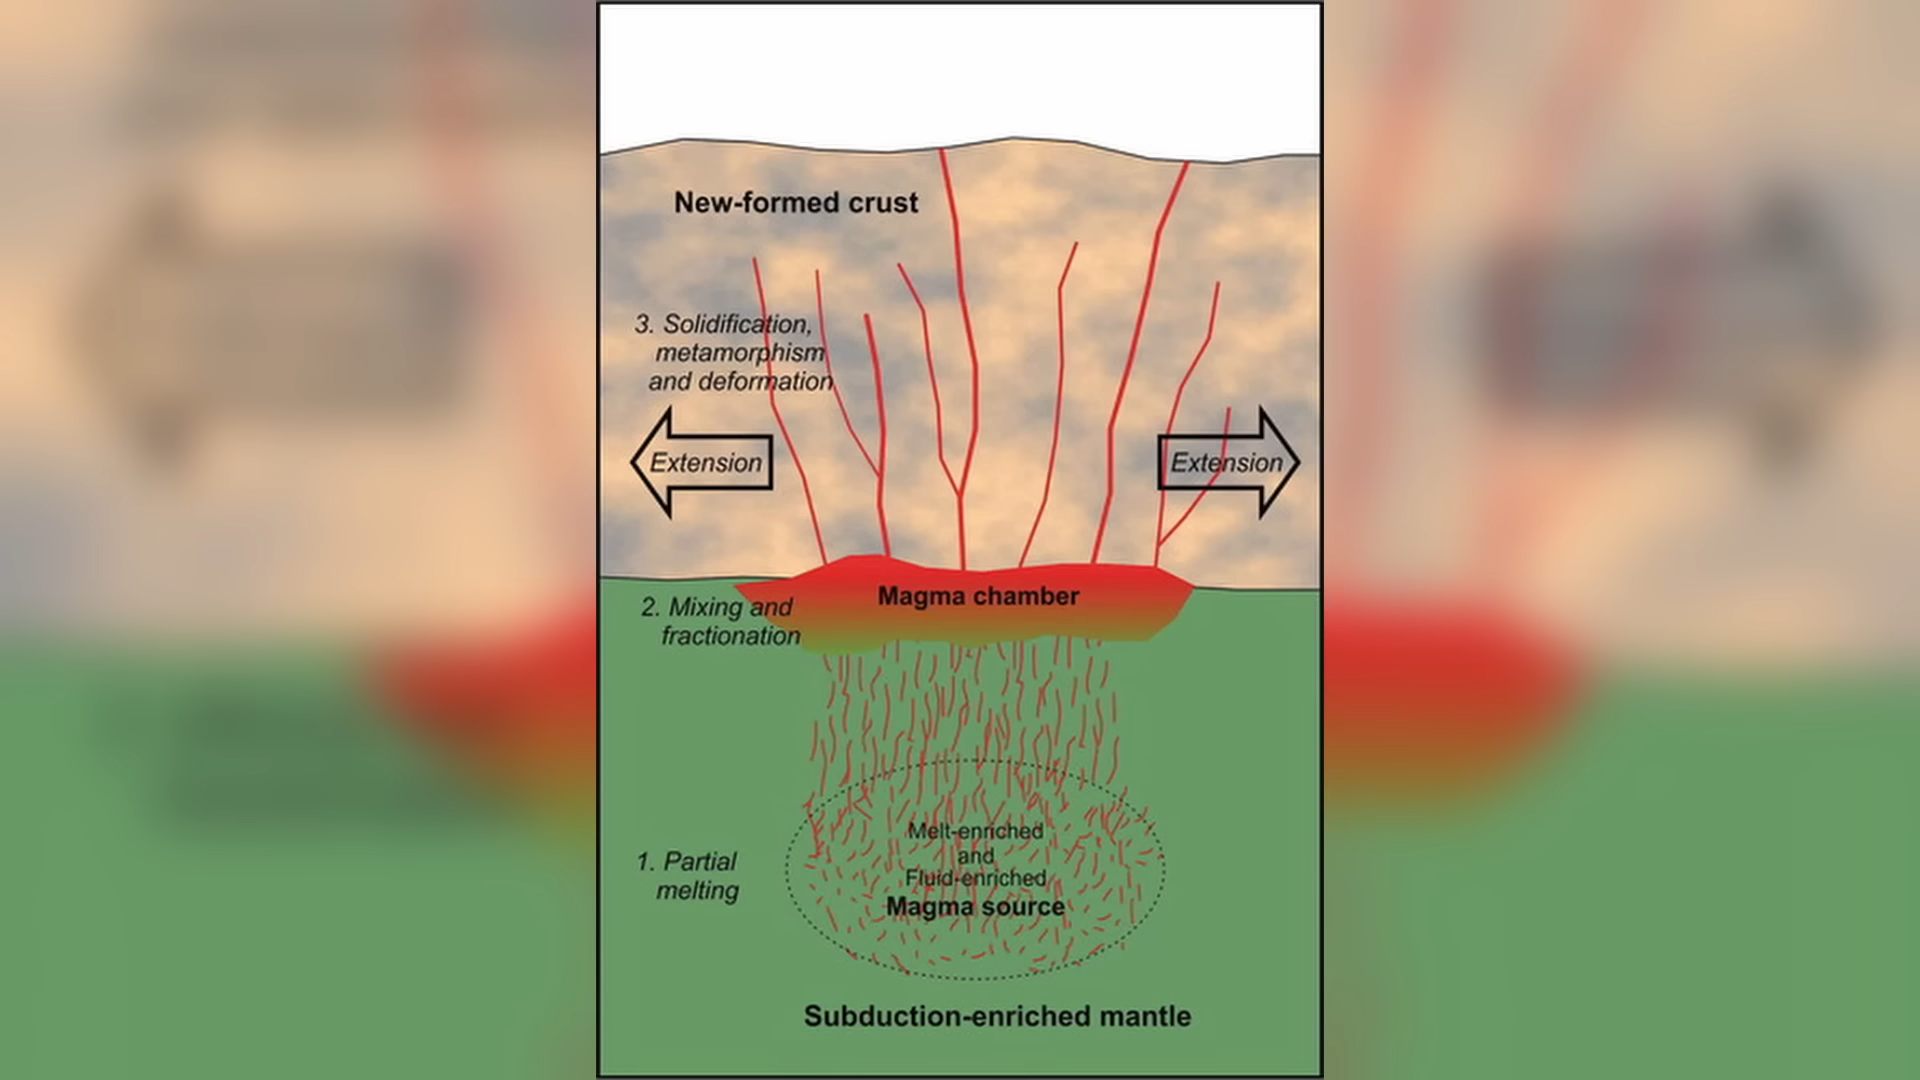 New-formed crust
3. Solidification,
metamorphism
and deformation
Extension
Extension
Magma chamber
2. Mixing and
fractionation
Melt-enriched
and
Fluid-enriched
Magma source
1. Partial
melting
Subduction-enriched mantle